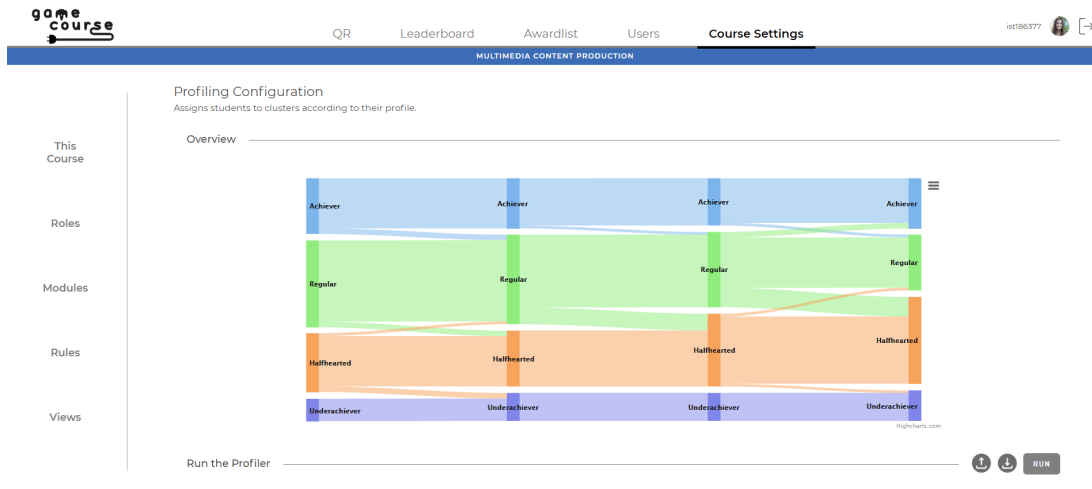 game
course
QR
Leaderboard
Awardlist
Users
Course Settings
ist186377
MULTIMEDIA CONTENT PRODUCTION
Profiling Configuration
Assigns students to clusters according to their profile.
This
Course
Roles
Modules
Rules
Views
Overview
Achiever
Achiever
Achiever
Achiever
Regular
Regular
Regular
Regular
Halfhearted
Halfhearted
Halfhearted
Halfhearted
Underachiever
Underachiever
Underachiever
Underachiever
Highcharts.com
Run the Profiler
RUN